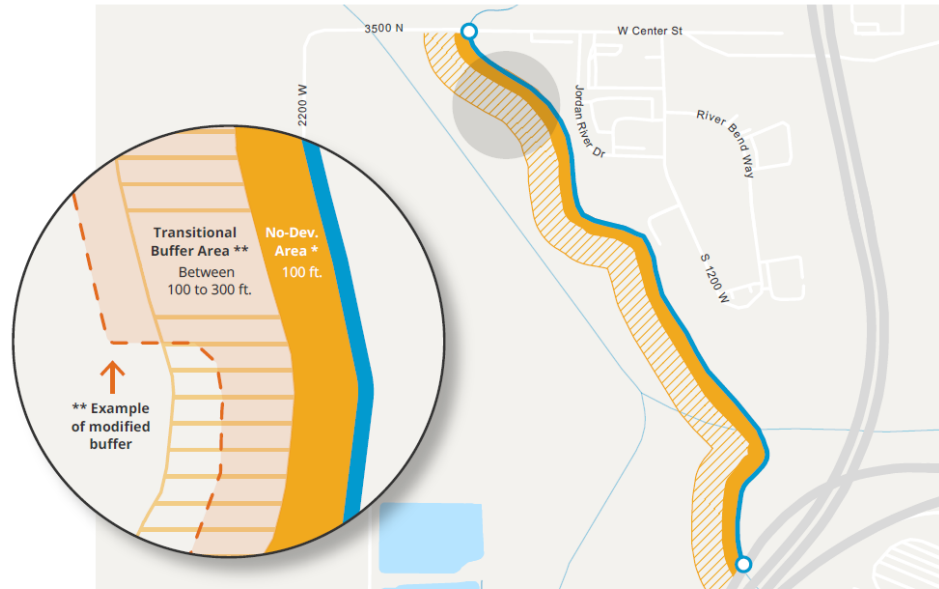 3500 N
W Center St
2200 W
Jordan River Dr
River Bend Way
S 1200 W
Transitional
Buffer Area **
Between
100 to 300 ft.
No-Dev.
Area *
100 ft.
** Example
of modified
buffer